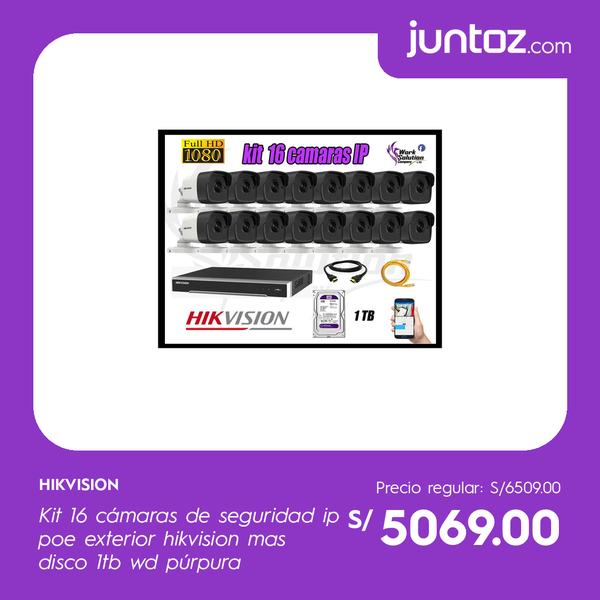 juntoz.com
Full HD
1080
kit 16 camaras IP
Work
Solution
Company
HIKVISION
1 TB
HIKVISION
Precio regular: S/6509.00
Kit 16 cámaras de seguridad ip
poe exterior hikvision mas
disco 1tb wd púrpura
S/ 5069.00